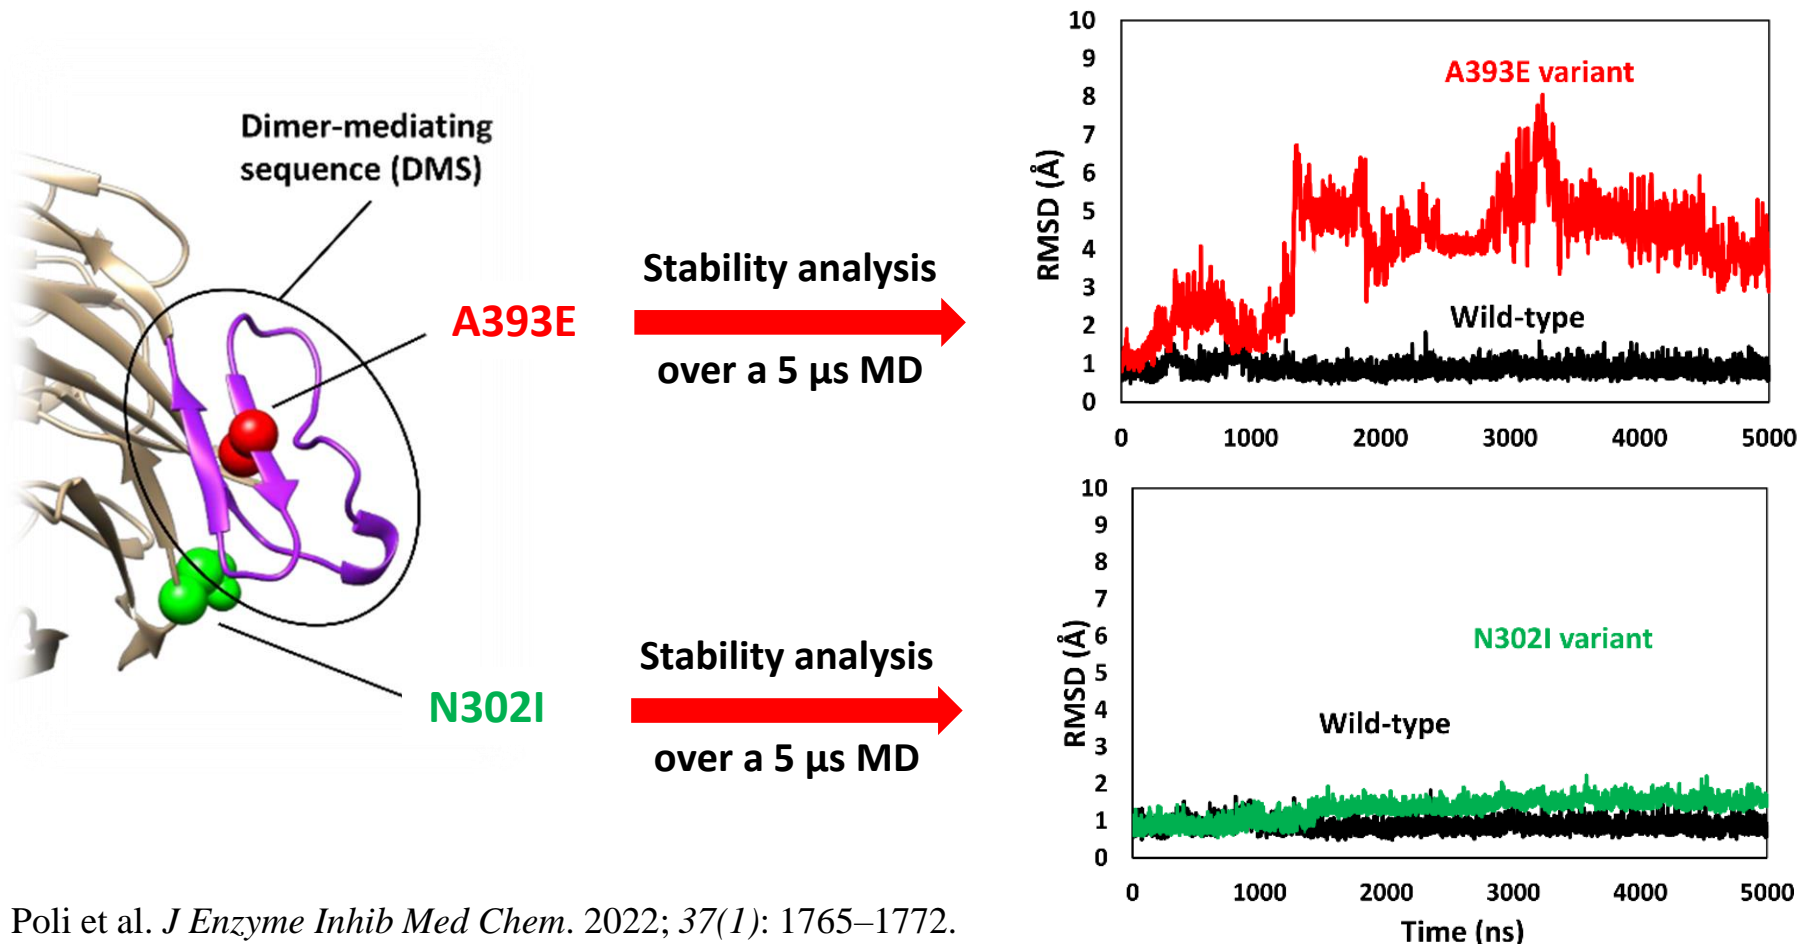 Dimer-mediating
sequence (DMS)
A393E
N302I
Stability analysis
over a 5 µs MD
Stability analysis
over a 5 µs MD
10
9
8
7
6
5
4
3
2
1
0
RMSD (Å)
A393E variant
Wild-type
0 1000 2000 3000 4000 5000
10
9
8
7
6
5
4
3
2
1
0
RMSD (Å)
N302I variant
Wild-type
0 1000 2000 3000 4000 5000
Time (ns)
Poli et al. J Enzyme Inhib Med Chem. 2022; 37(1): 1765–1772.